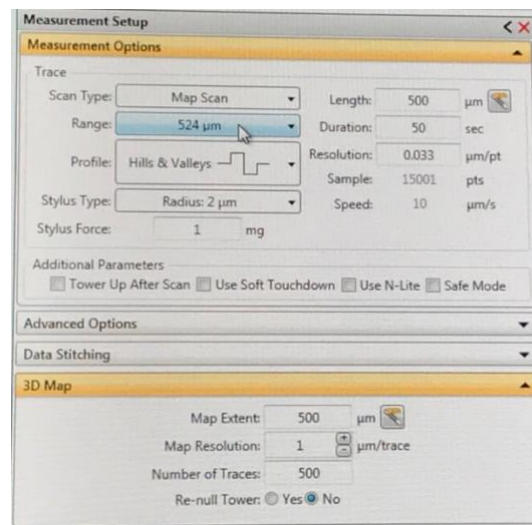 Measurement Setup
Measurement Options
Trace
Scan Type: Map Scan Length: 500 μm
Range: 524 μm Duration: 50 sec
Profile: Hills & Valleys Resolution: 0.033 μm/pt
Sample: 15001 pts
Stylus Type: Radius: 2 μm Speed: 10 μm/s
Stylus Force: 1 mg
Additional Parameters
Tower Up After Scan Use Soft Touchdown Use N-Lite Safe Mode
Advanced Options
Data Stitching
3D Map
Map Extent: 500 μm
Map Resolution: 1 μm/trace
Number of Traces: 500
Re-null Tower: Yes No